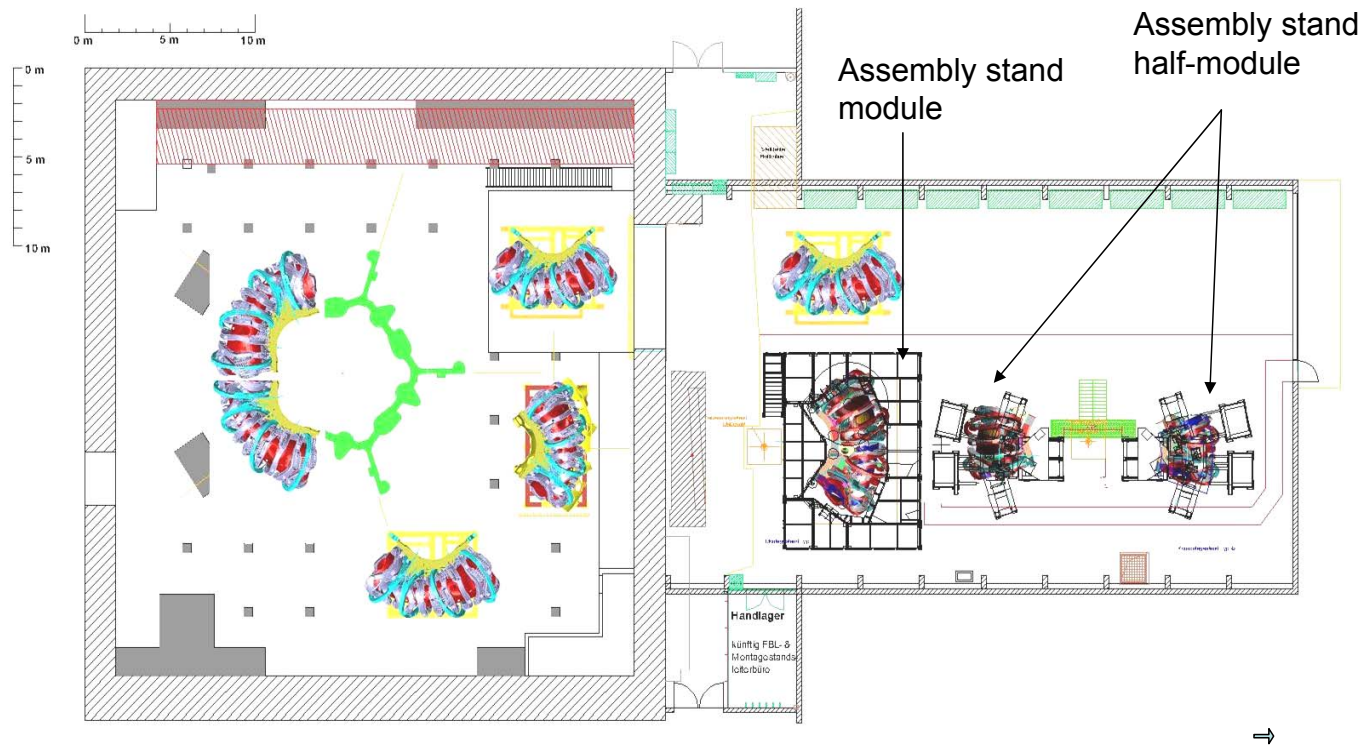 0 m
5 m
10 m
0 m
5 m
10 m
Assembly stand
module
Assembly stand
half-module
Handlager
künftig FBL- &
Montagestands-
leiterbüro